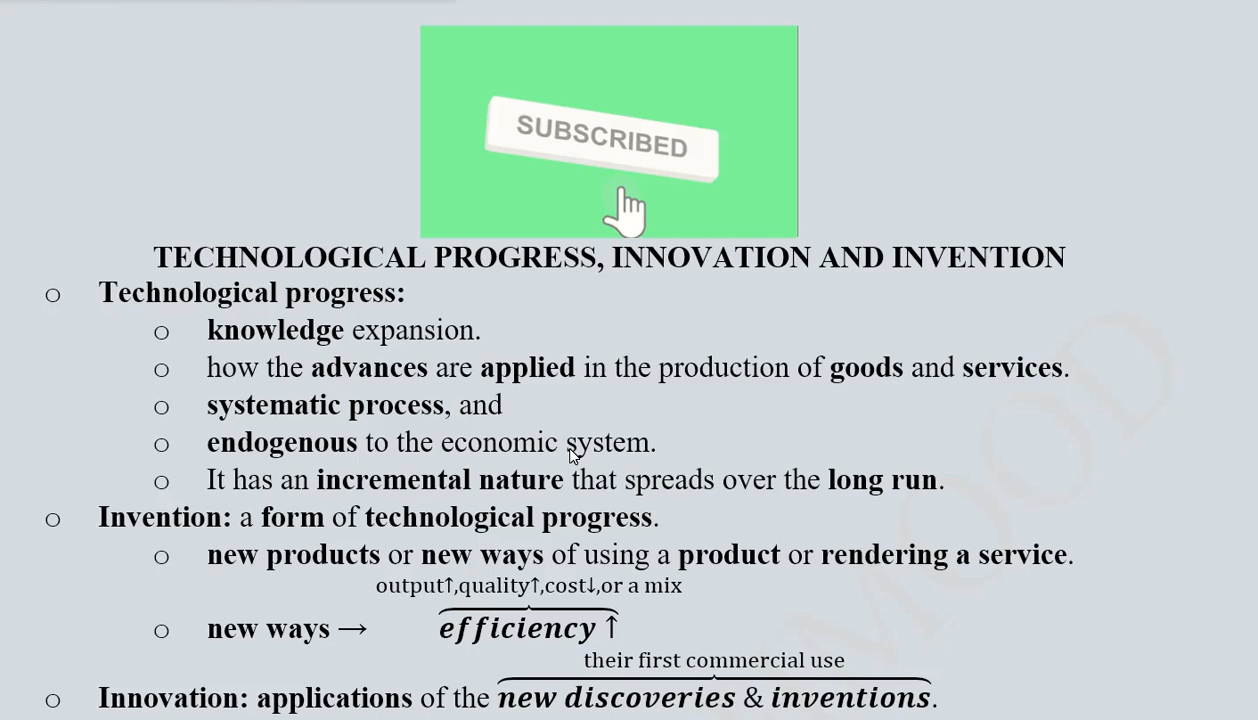 SUBSCRIBED
TECHNOLOGICAL PROGRESS, INNOVATION AND INVENTION
o Technological progress:
o knowledge expansion.
o how the advances are applied in the production of goods and services.
o systematic process, and
o endogenous to the economic system.
o It has an incremental nature that spreads over the long run.
o Invention: a form of technological progress.
o new products or new ways of using a product or rendering a service.
output↑,quality↑,cost↓,or a mix
o new ways → efficiency ↑
their first commercial use
o Innovation: applications of the new discoveries & inventions.